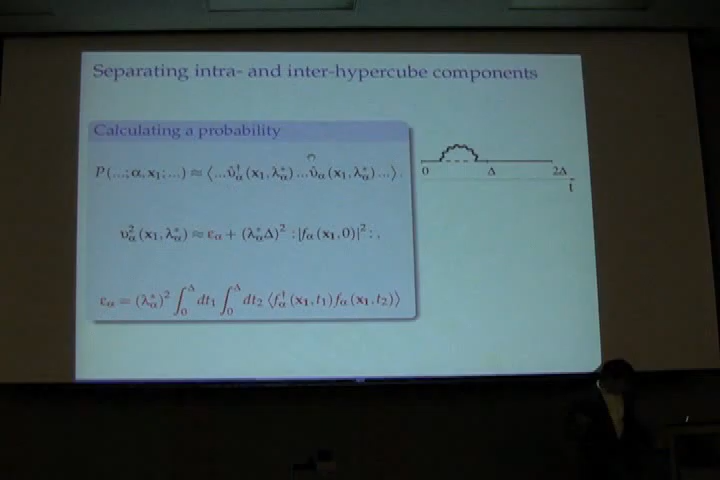 Separating intra- and inter-hypercube components
Calculating a probability
P(...; α, x₁; ...) ≈ ⟨...υ̂†_α(x₁, λ*_α) ... υ̂_α(x₁, λ*_α) ...⟩.
υ²_α(x₁, λ*_α) ≈ ε_α + (λ*_α Δ)² :|f_α(x₁, 0)|²: ,
ε_α = (λ*_α)² ∫₀^Δ dt₁ ∫₀^Δ dt₂ ⟨f†_α(x₁, t₁) f_α(x₁, t₂)⟩
0 Δ 2Δ
t